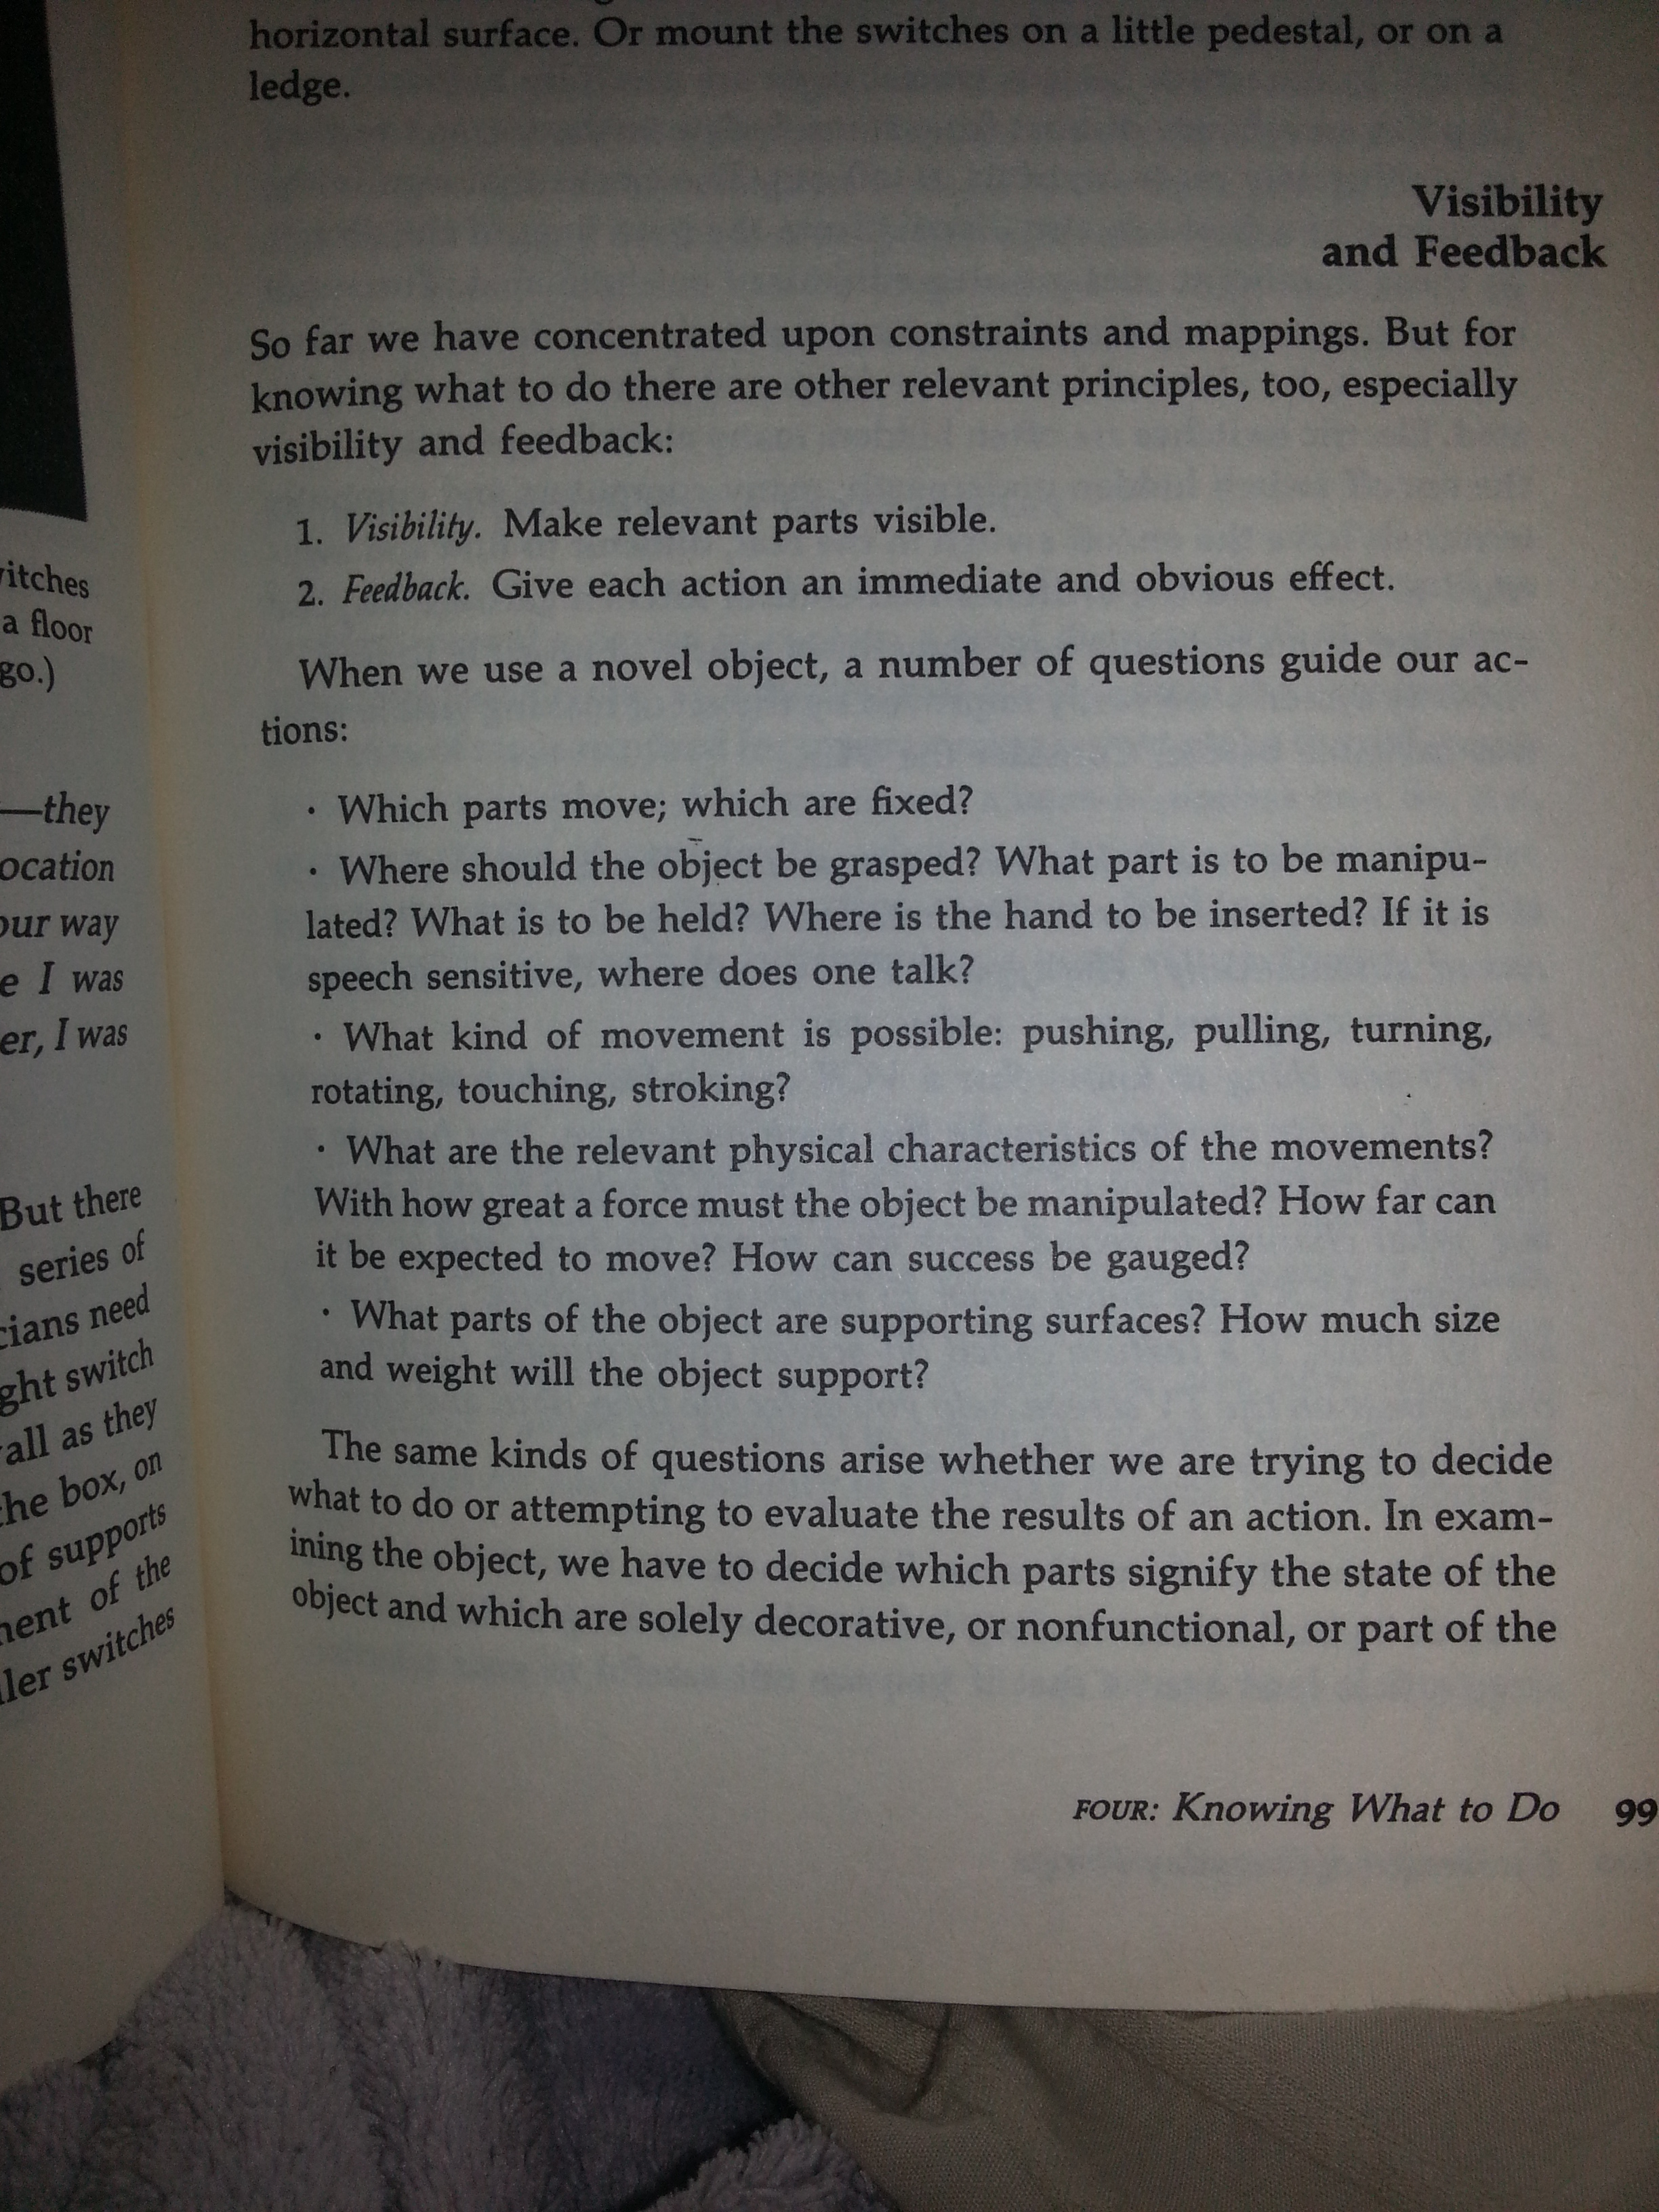 itches
a floor
go.)
—they
ocation
our way
e I was
er, I was
But there
series of
cians need
ght switch
all as they
he box, on
of supports
ment of the
ller switches
horizontal surface. Or mount the switches on a little pedestal, or on a
ledge.
Visibility
and Feedback
So far we have concentrated upon constraints and mappings. But for
knowing what to do there are other relevant principles, too, especially
visibility and feedback:
1. Visibility. Make relevant parts visible.
2. Feedback. Give each action an immediate and obvious effect.
When we use a novel object, a number of questions guide our ac-
tions:
· Which parts move; which are fixed?
· Where should the object be grasped? What part is to be manipu-
lated? What is to be held? Where is the hand to be inserted? If it is
speech sensitive, where does one talk?
· What kind of movement is possible: pushing, pulling, turning,
rotating, touching, stroking?
· What are the relevant physical characteristics of the movements?
With how great a force must the object be manipulated? How far can
it be expected to move? How can success be gauged?
· What parts of the object are supporting surfaces? How much size
and weight will the object support?
The same kinds of questions arise whether we are trying to decide
what to do or attempting to evaluate the results of an action. In exam-
ining the object, we have to decide which parts signify the state of the
object and which are solely decorative, or nonfunctional, or part of the
FOUR: Knowing What to Do 99